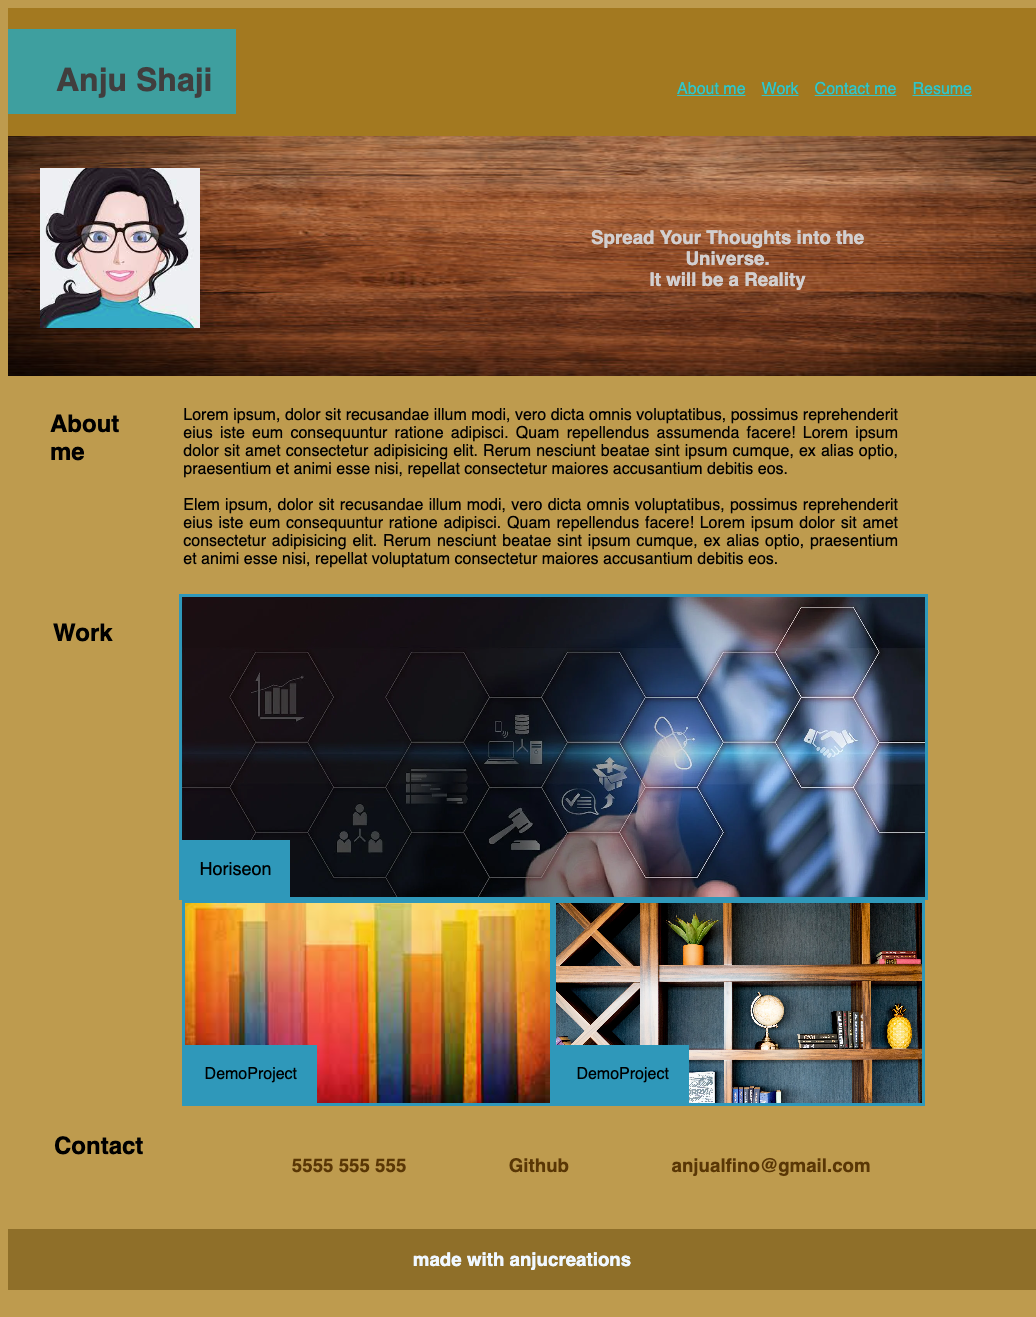 Anju Shaji
About me Work Contact me Resume
Spread Your Thoughts into the
Universe.
It will be a Reality
About
me
Lorem ipsum, dolor sit recusandae illum modi, vero dicta omnis voluptatibus, possimus reprehenderit
eius iste eum consequuntur ratione adipisci. Quam repellendus assumenda facere! Lorem ipsum
dolor sit amet consectetur adipisicing elit. Rerum nesciunt beatae sint ipsum cumque, ex alias optio,
praesentium et animi esse nisi, repellat consectetur maiores accusantium debitis eos.
Elem ipsum, dolor sit recusandae illum modi, vero dicta omnis voluptatibus, possimus reprehenderit
eius iste eum consequuntur ratione adipisci. Quam repellendus facere! Lorem ipsum dolor sit amet
consectetur adipisicing elit. Rerum nesciunt beatae sint ipsum cumque, ex alias optio, praesentium
et animi esse nisi, repellat voluptatum consectetur maiores accusantium debitis eos.
Work
Horiseon
DemoProject
DemoProject
Contact
5555 555 555 Github anjualfino@gmail.com
made with anjucreations